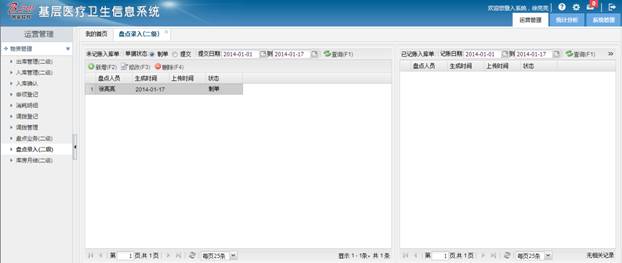 基层医疗卫生信息系统
欢迎您登入系统，徐亮亮
运营管理 统计分析 系统管理
运营管理
物资管理
出库管理(二级)
入库管理(二级)
入库确认
申领登记
消耗明细
调拨登记
调拨管理
盘点业务(二级)
盘点录入(二级)
库房月结(二级)
我的首页 盘点录入(二级)
未记账入库单 单据状态: 制单 提交 提交日期: 2014-01-01 到 2014-01-17 查询(F1)
新增(F2) 修改(F3) 删除(F4)
盘点人员 生成时间 上传时间 状态
1 徐亮亮 2014-01-17 制单
第 1 页,共 1 页 每页25条 显示 1 - 1条，共 1 条
已记账入库单 记账日期: 2014-01-01 到 2014-01-17 查询(F1) »
盘点人员 生成时间 上传时间 状态
第 1 页,共 1 页 每页25条 无相关记录